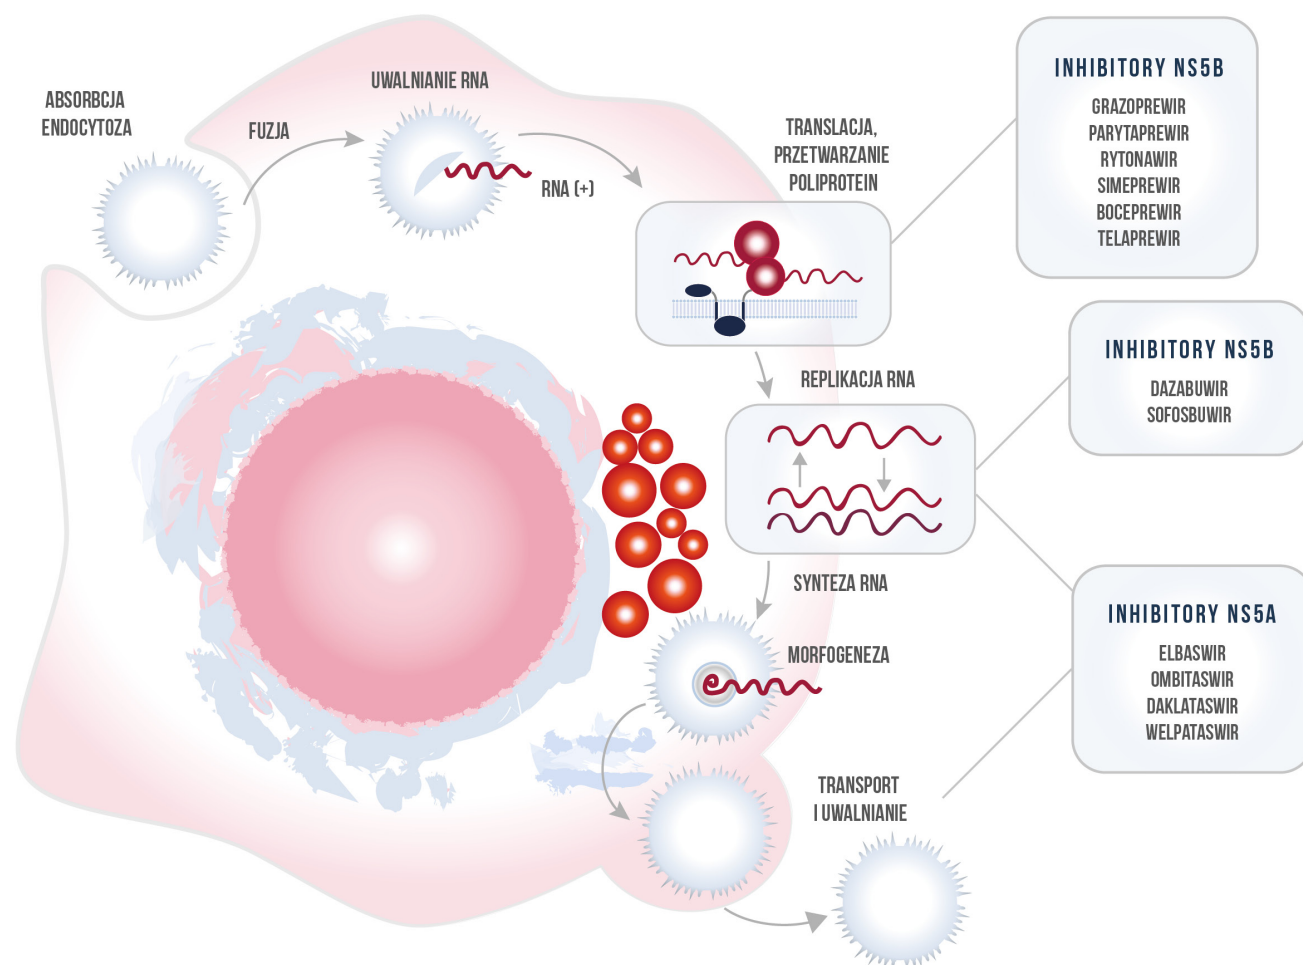 ABSORBCJA
ENDOCYTOZA
FUZJA
UWALNIANIE RNA
RNA (+)
TRANSLACJA,
PRZETWARZANIE
POLIPROTEIN
REPLIKACJA RNA
SYNTEZA RNA
MORFOGENEZA
TRANSPORT
I UWALNIANIE
INHIBITORY NS5B
GRAZOPREWIR
PARYTAPREWIR
RYTONAWIR
SIMEPREWIR
BOCEPREWIR
TELAPREWIR
INHIBITORY NS5B
DAZABUWIR
SOFOSBUWIR
INHIBITORY NS5A
ELBASWIR
OMBITASWIR
DAKLATASWIR
WELPATASWIR